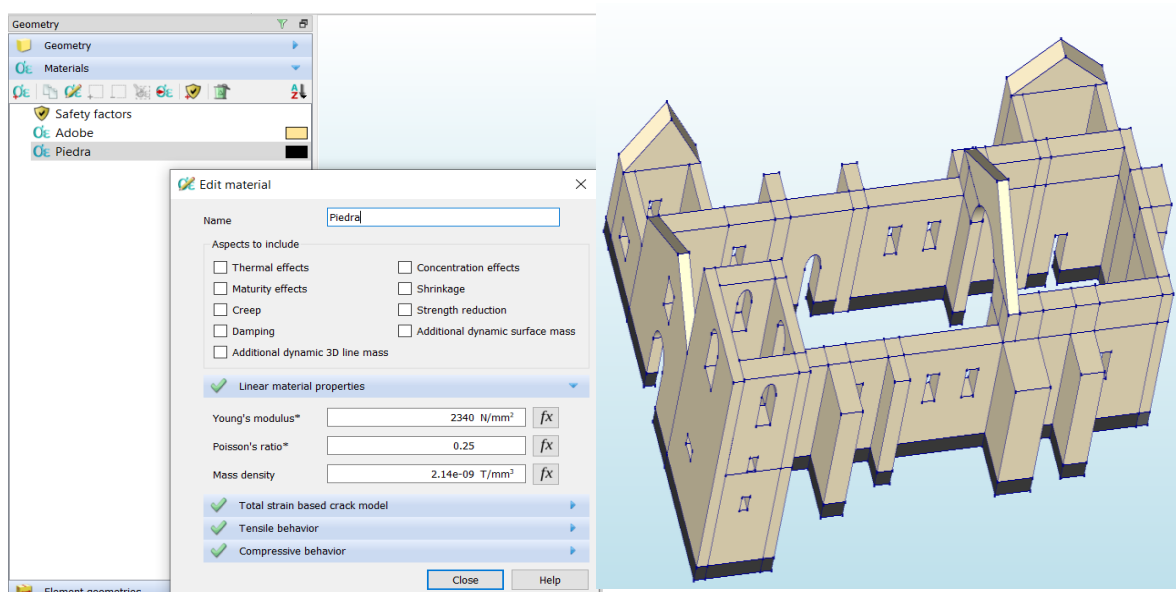 Geometry
Geometry
Materials
Safety factors
Adobe
Piedra
Edit material
Name Piedra
Aspects to include
Thermal effects Concentration effects
Maturity effects Shrinkage
Creep Strength reduction
Damping Additional dynamic surface mass
Additional dynamic 3D line mass
Linear material properties
Young's modulus* 2340 N/mm² fx
Poisson's ratio* 0.25 fx
Mass density 2.14e-09 T/mm³ fx
Total strain based crack model
Tensile behavior
Compressive behavior
Close Help
Element geometries